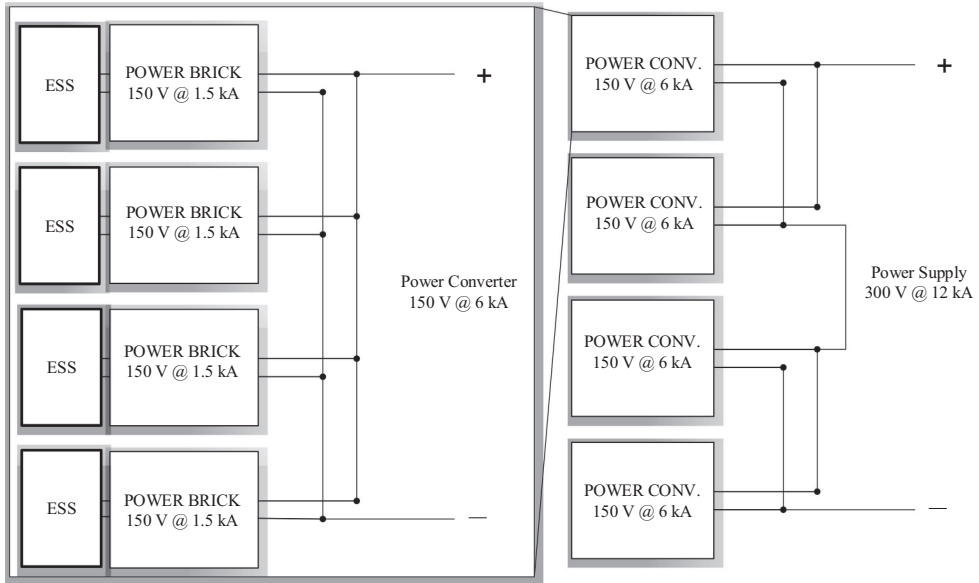 ESS
POWER BRICK
150 V @ 1.5 kA
+
ESS
POWER BRICK
150 V @ 1.5 kA
ESS
POWER BRICK
150 V @ 1.5 kA
ESS
POWER BRICK
150 V @ 1.5 kA
—
Power Converter
150 V @ 6 kA
POWER CONV.
150 V @ 6 kA
+
POWER CONV.
150 V @ 6 kA
POWER CONV.
150 V @ 6 kA
POWER CONV.
150 V @ 6 kA
—
Power Supply
300 V @ 12 kA